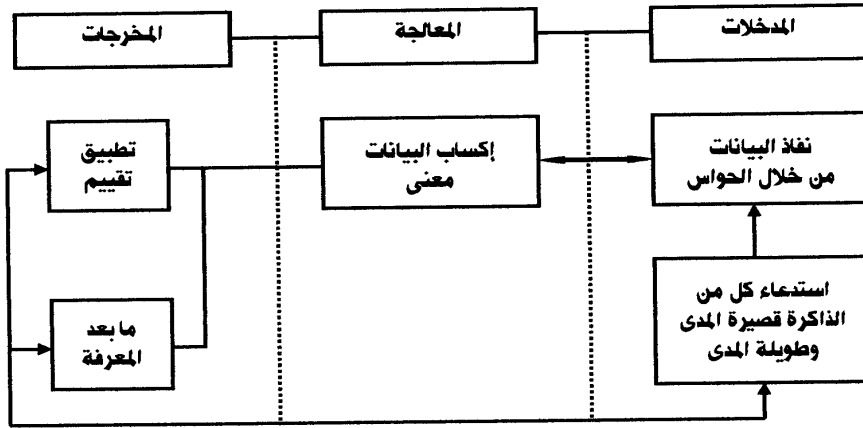 المدخلات
المعالجة
المخرجات
نفاذ البيانات
من خلال الحواس
إكساب البيانات
معنى
تطبيق
تقييم
استدعاء كل من
الذاكرة قصيرة المدى
وطويلة المدى
ما بعد
المعرفة